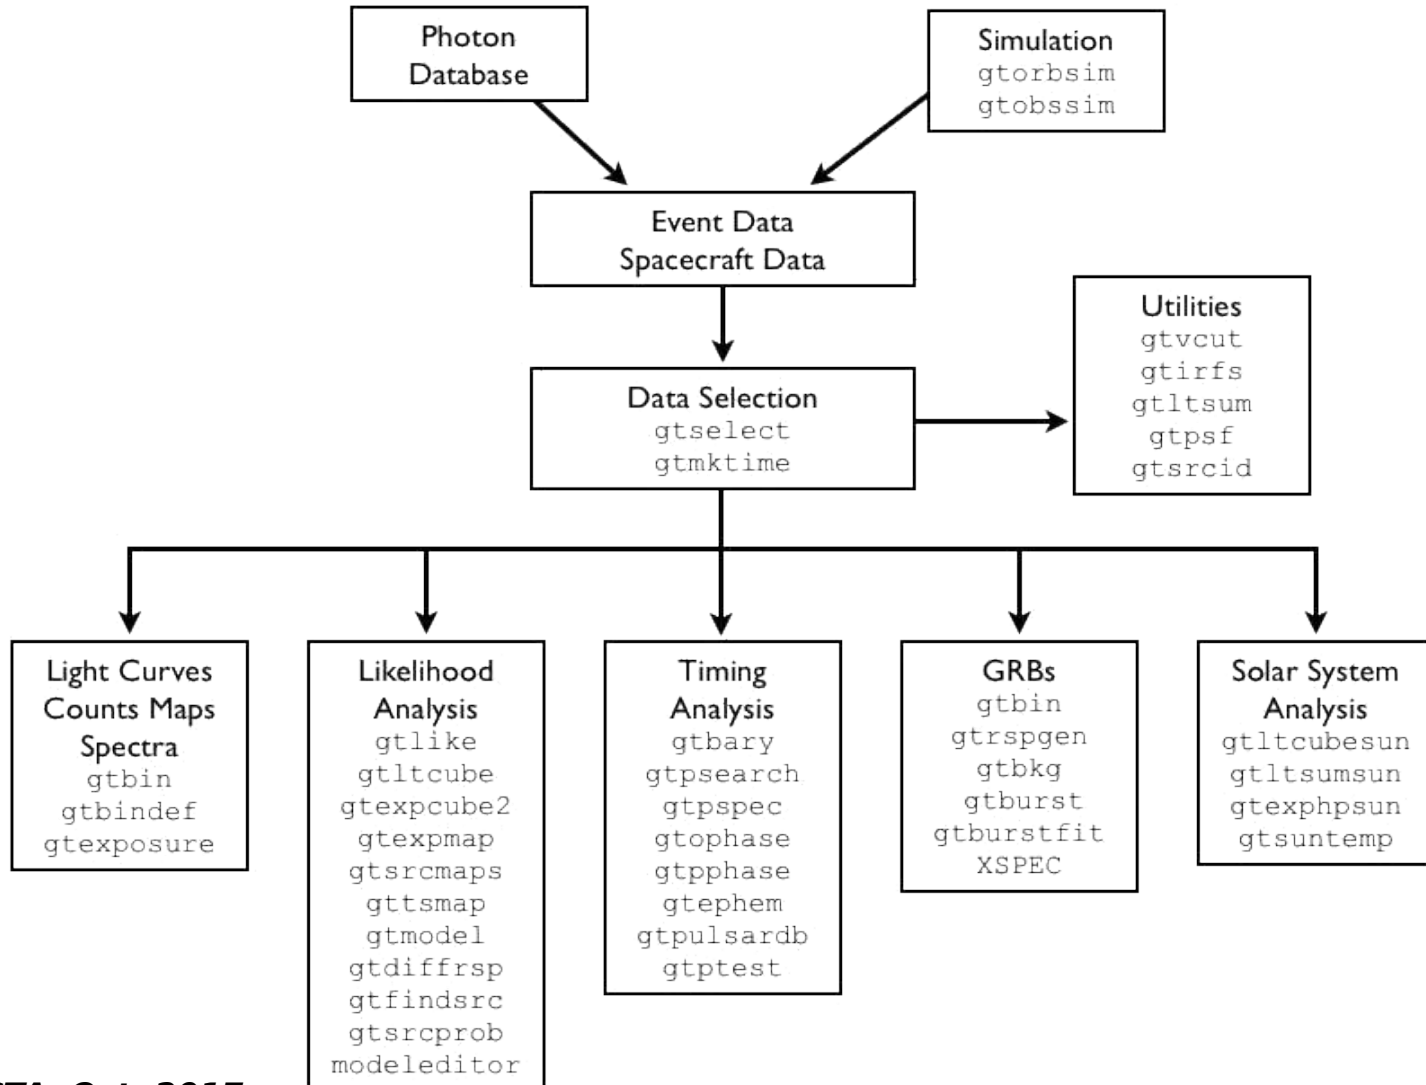 Photon
Database
Simulation
gtorbsim
gtobssim
Event Data
Spacecraft Data
Utilities
gtvcut
gtirfs
gtltsum
gtpsf
gtsrcid
Data Selection
gtselect
gtmktime
Light Curves
Counts Maps
Spectra
gtbin
gtbindef
gtexposure
Likelihood
Analysis
gtlike
gtltcube
gtexpcube2
gtexpmap
gtsrcmaps
gttsmap
gtmodel
gtdiffrsp
gtfindsrc
gtsrcprob
modeleditor
Timing
Analysis
gtbary
gtpsearch
gtpspec
gtophase
gtpphase
gtephem
gtpulsardb
gtptest
GRBs
gtbin
gtrspgen
gtbkg
gtburst
gtburstfit
XSPEC
Solar System
Analysis
gtltcubesun
gtltsumsun
gtexphpsun
gtsuntemp